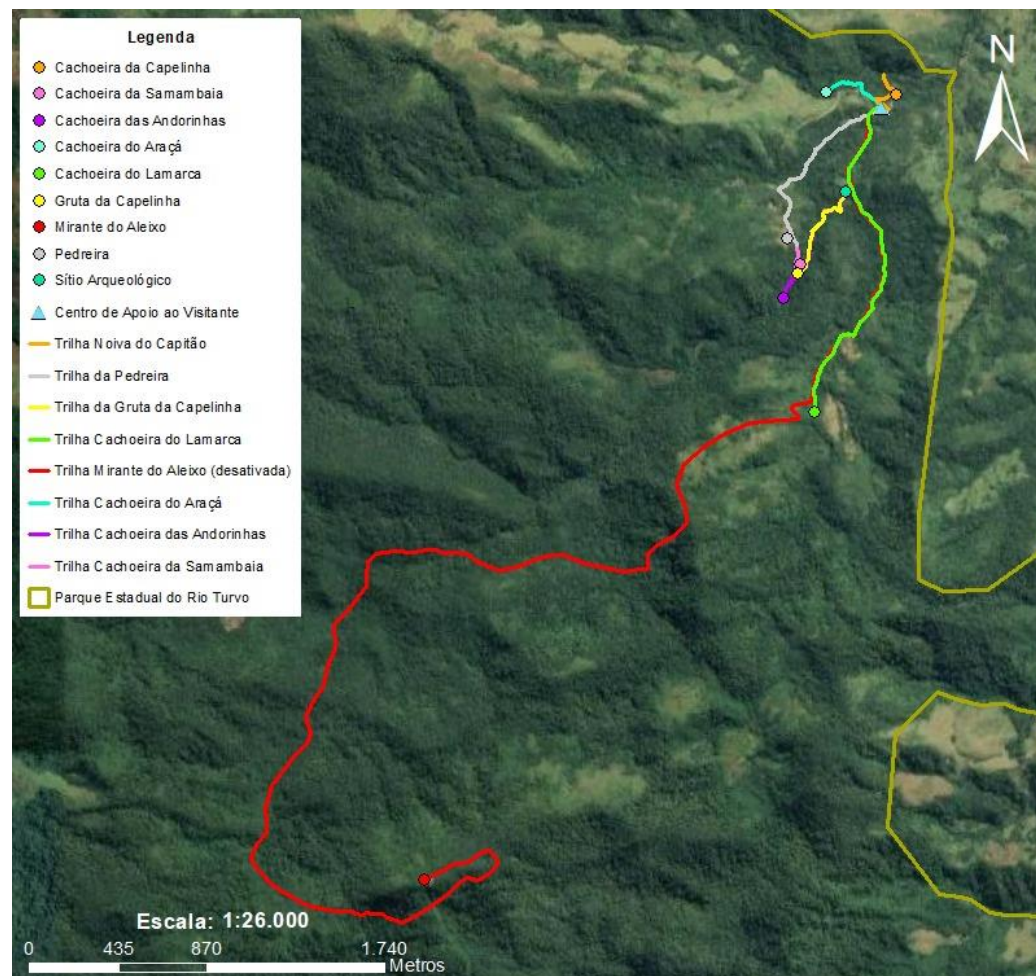 Legenda
Cachoeira da Capelinha
Cachoeira da Samambaia
Cachoeira das Andorinhas
Cachoeira do Araçá
Cachoeira do Lamarca
Gruta da Capelinha
Mirante do Aleixo
Pedreira
Sítio Arqueológico
Centro de Apoio ao Visitante
Trilha Noiva do Capitão
Trilha da Pedreira
Trilha da Gruta da Capelinha
Trilha Cachoeira do Lamarca
Trilha Mirante do Aleixo (desativada)
Trilha Cachoeira do Araçá
Trilha Cachoeira das Andorinhas
Trilha Cachoeira da Samambaia
Parque Estadual do Rio Turvo
N
Escala: 1:26.000
0 435 870 1.740
Metros